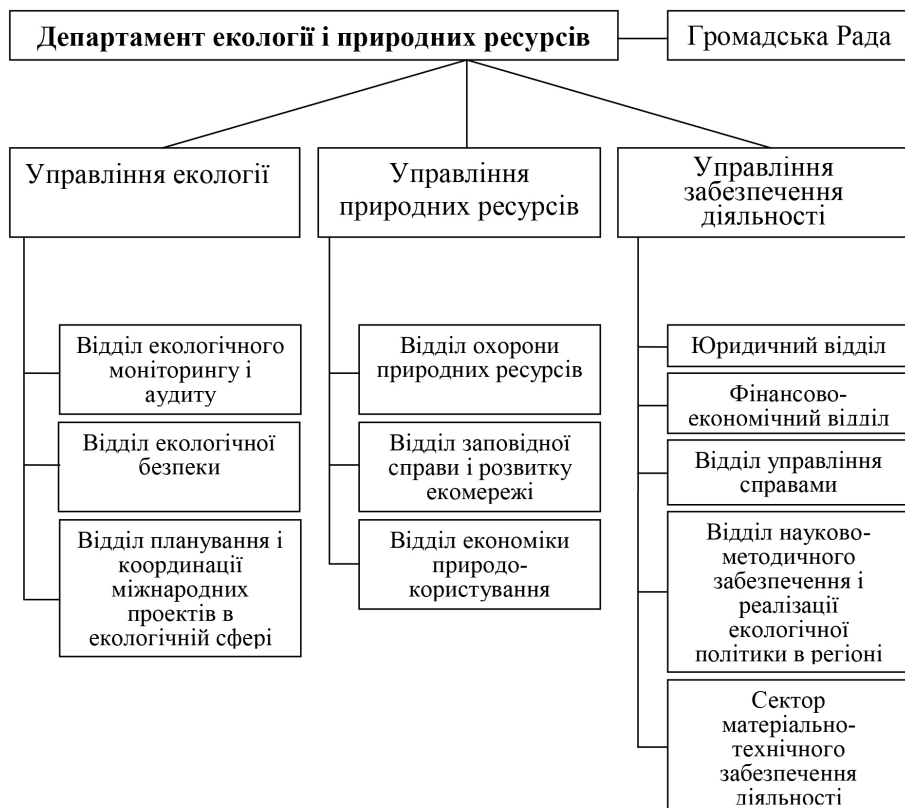 Департамент екології і природних ресурсів
Громадська Рада
Управління екології
Управління
природних ресурсів
Управління
забезпечення
діяльності
Відділ екологічного
моніторингу і
аудиту
Відділ екологічної
безпеки
Відділ планування і
координації
міжнародних
проектів в
екологічній сфері
Відділ охорони
природних ресурсів
Відділ заповідної
справи і розвитку
екомережі
Відділ економіки
природо-
користування
Юридичний відділ
Фінансово-
економічний відділ
Відділ управління
справами
Відділ науково-
методичного
забезпечення і
реалізації
екологічної
політики в регіоні
Сектор
матеріально-
технічного
забезпечення
діяльності